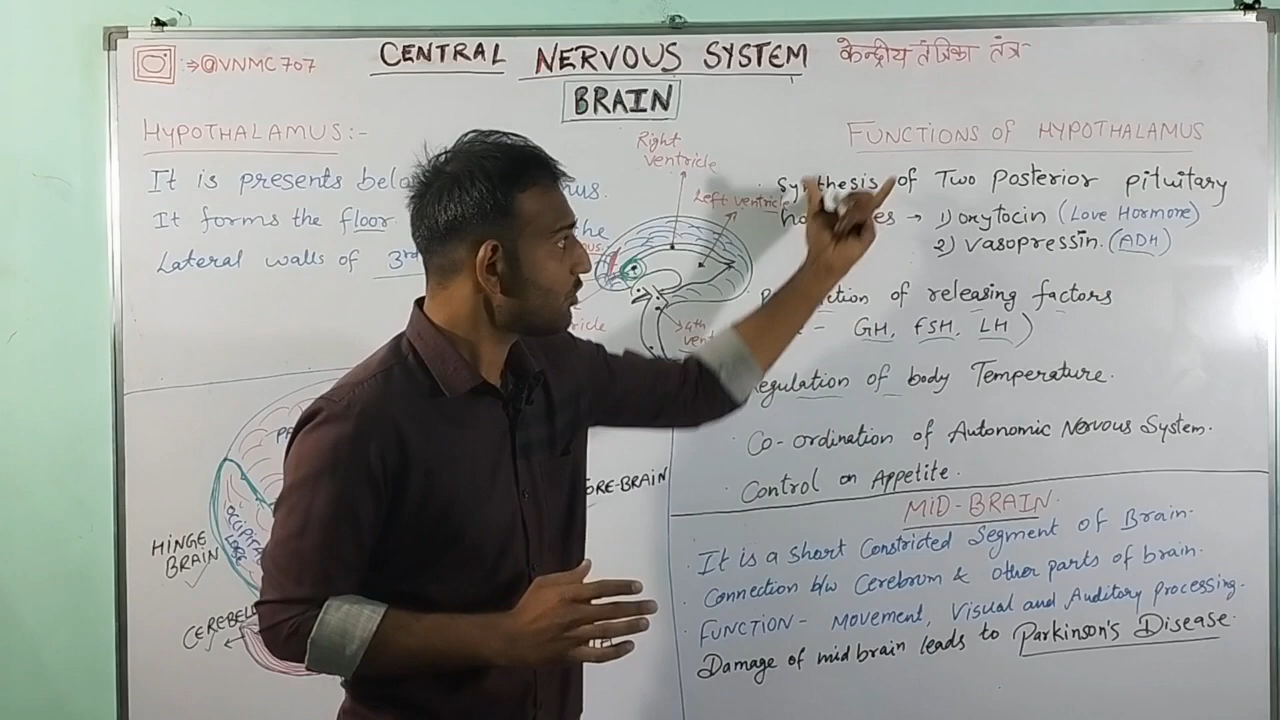 @VNMC707
CENTRAL NERVOUS SYSTEM केन्द्रीय तंत्रिका तंत्र
BRAIN
HYPOTHALAMUS:-
It is presents
It forms the floor
the
Lateral walls of 3rd
Right
ventricle
Left ventricle
4th
HINGE
BRAIN
FUNCTIONS OF HYPOTHALAMUS
Synthesis of Two Posterior pituitary
→ 1) oxytocin (Love Hormone)
2) vasopressin. (ADH)
of releasing factors
- GH, FSH, LH)
of body Temperature.
Co-ordination of Autonomic Nervous System.
Control on Appetite.
MID-BRAIN
It is a Short Constricted Segment of Brain.
Connection b/w Cerebrum & other parts of brain.
FUNCTION - Movement, Visual and Auditory Processing.
Damage of mid brain leads to Parkinson's Disease.